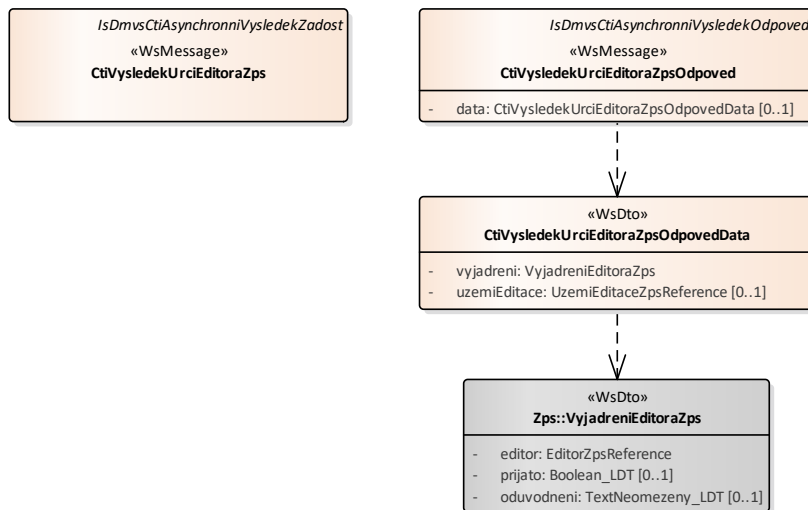 IsDmvsCtiAsynchronniVysledekZadost
«WsMessage»
CtiVysledekUrciEditoraZps
IsDmvsCtiAsynchronniVysledekOdpoved
«WsMessage»
CtiVysledekUrciEditoraZpsOdpoved
- data: CtiVysledekUrciEditoraZpsOdpovedData [0..1]
«WsDto»
CtiVysledekUrciEditoraZpsOdpovedData
- vyjadreni: VyjadreniEditoraZps
- uzemiEditace: UzemiEditaceZpsReference [0..1]
«WsDto»
Zps::VyjadreniEditoraZps
- editor: EditorZpsReference
- prijato: Boolean_LDT [0..1]
- oduvodneni: TextNeomezeny_LDT [0..1]